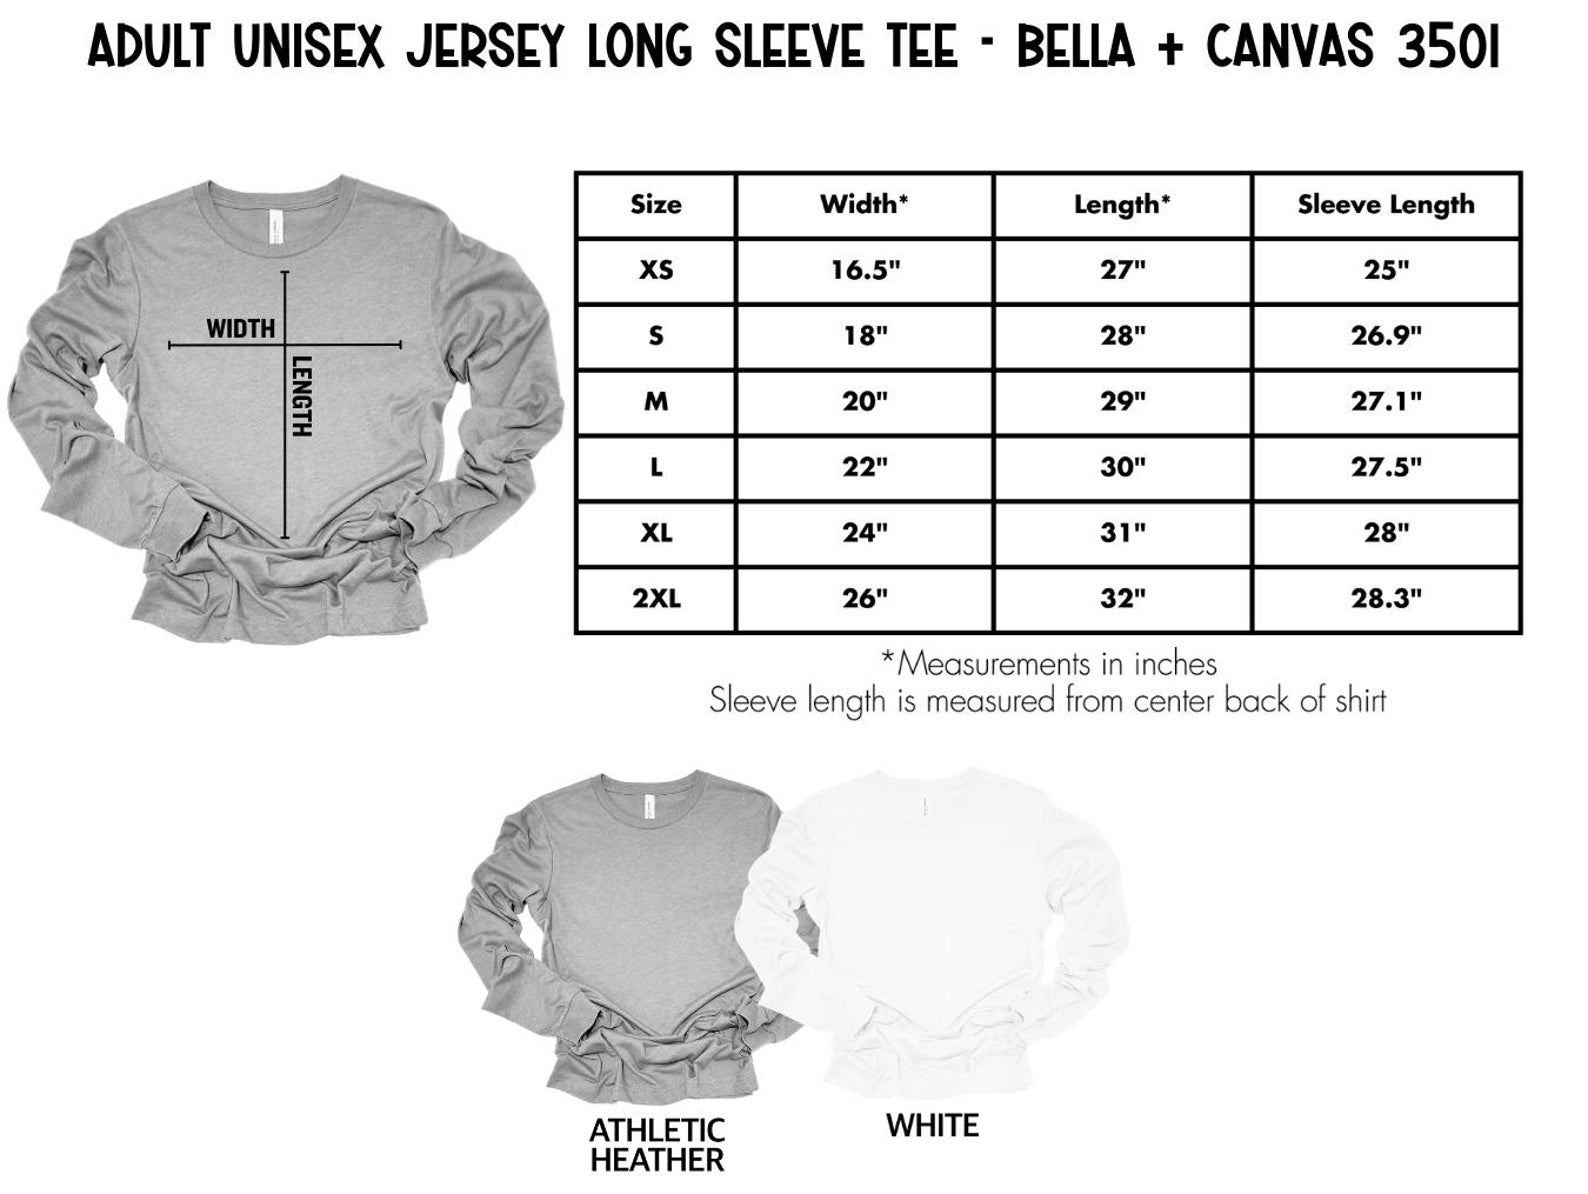 ADULT UNISEX JERSEY LONG SLEEVE TEE - BELLA + CANVAS 3501
WIDTH
LENGTH
Size Width* Length* Sleeve Length
XS 16.5" 27" 25"
S 18" 28" 26.9"
M 20" 29" 27.1"
L 22" 30" 27.5"
XL 24" 31" 28"
2XL 26" 32" 28.3"
*Measurements in inches
Sleeve length is measured from center back of shirt
ATHLETIC
HEATHER
WHITE